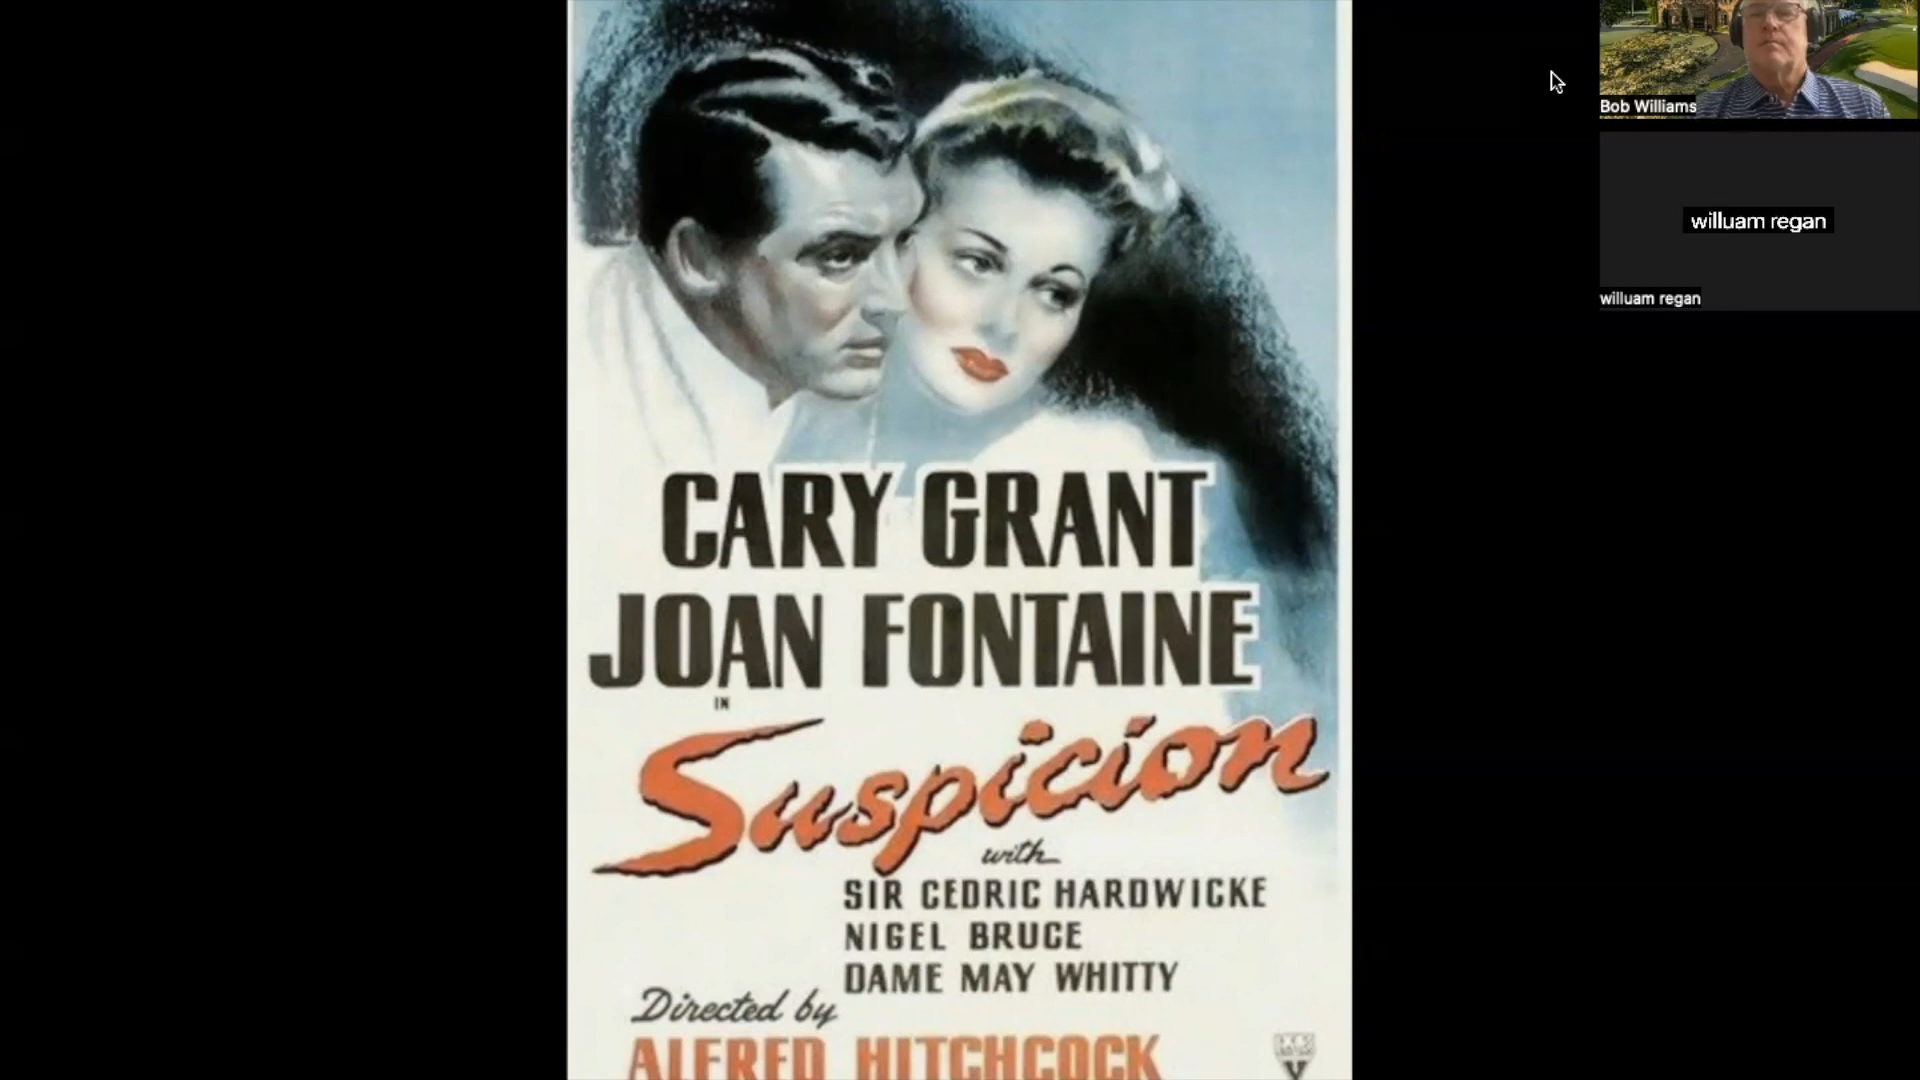 CARY GRANT
JOAN FONTAINE
IN
Suspicion
with
SIR CEDRIC HARDWICKE
NIGEL BRUCE
DAME MAY WHITTY
Directed by
ALFRED HITCHCOCK
Bob Williams
willuam regan
willuam regan